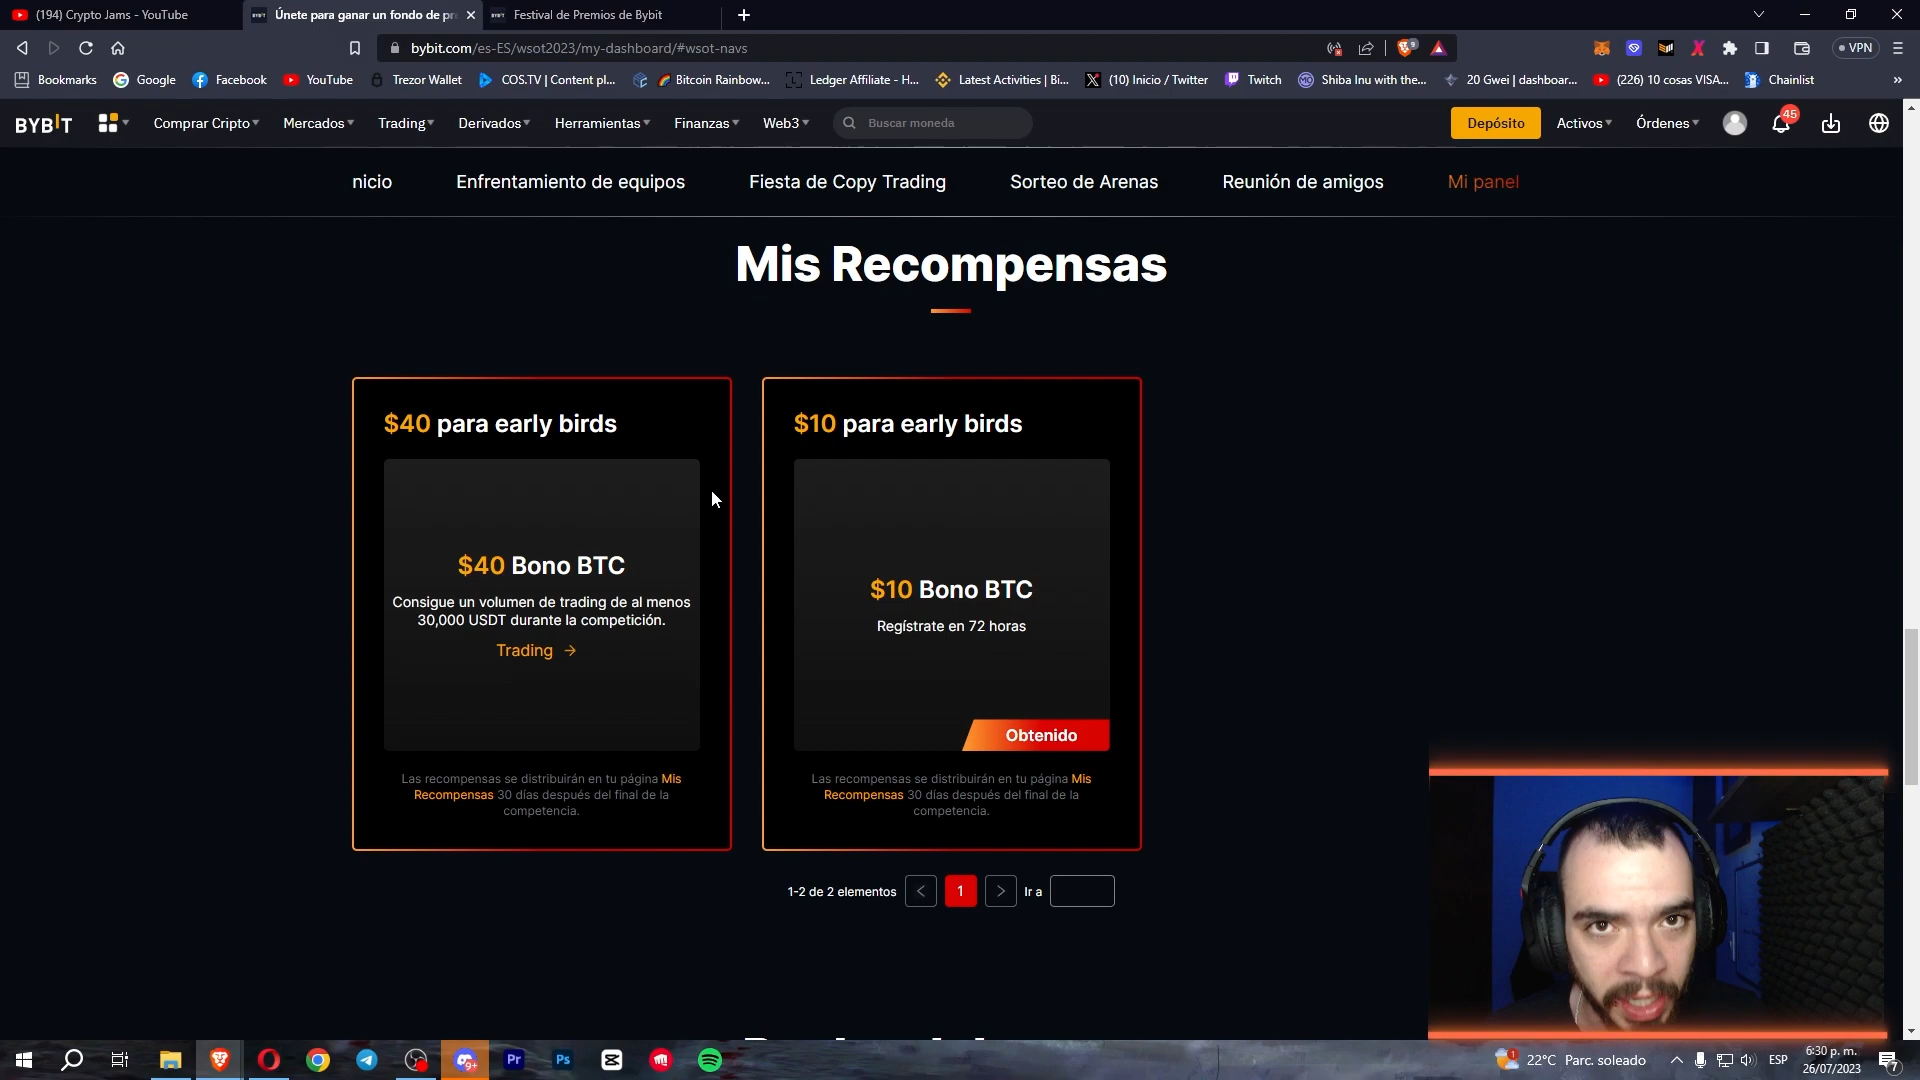 (194) Crypto Jams - YouTube
Únete para ganar un fondo de pr
Festival de Premios de Bybit
bybit.com/es-ES/wsot2023/my-dashboard/#wsot-navs
VPN
Bookmarks
Google
Facebook
YouTube
Trezor Wallet
COS.TV | Content pl...
Bitcoin Rainbow...
Ledger Affiliate - H...
Latest Activities | Bi...
(10) Inicio / Twitter
Twitch
Shiba Inu with the...
20 Gwei | dashboar...
(226) 10 cosas VISA...
Chainlist
»
BYBIT
Comprar Cripto
Mercados
Trading
Derivados
Herramientas
Finanzas
Web3
Buscar moneda
Depósito
Activos
Órdenes
45
nicio
Enfrentamiento de equipos
Fiesta de Copy Trading
Sorteo de Arenas
Reunión de amigos
Mi panel
Mis Recompensas
$40 para early birds
$40 Bono BTC
Consigue un volumen de trading de al menos
30,000 USDT durante la competición.
Trading →
Las recompensas se distribuirán en tu página Mis
Recompensas 30 días después del final de la
competencia.
$10 para early birds
$10 Bono BTC
Regístrate en 72 horas
Obtenido
Las recompensas se distribuirán en tu página Mis
Recompensas 30 días después del final de la
competencia.
1-2 de 2 elementos
<
1
>
Ir a
Pr
Ps
22°C Parc. soleado
ESP
6:30 p. m.
26/07/2023
7